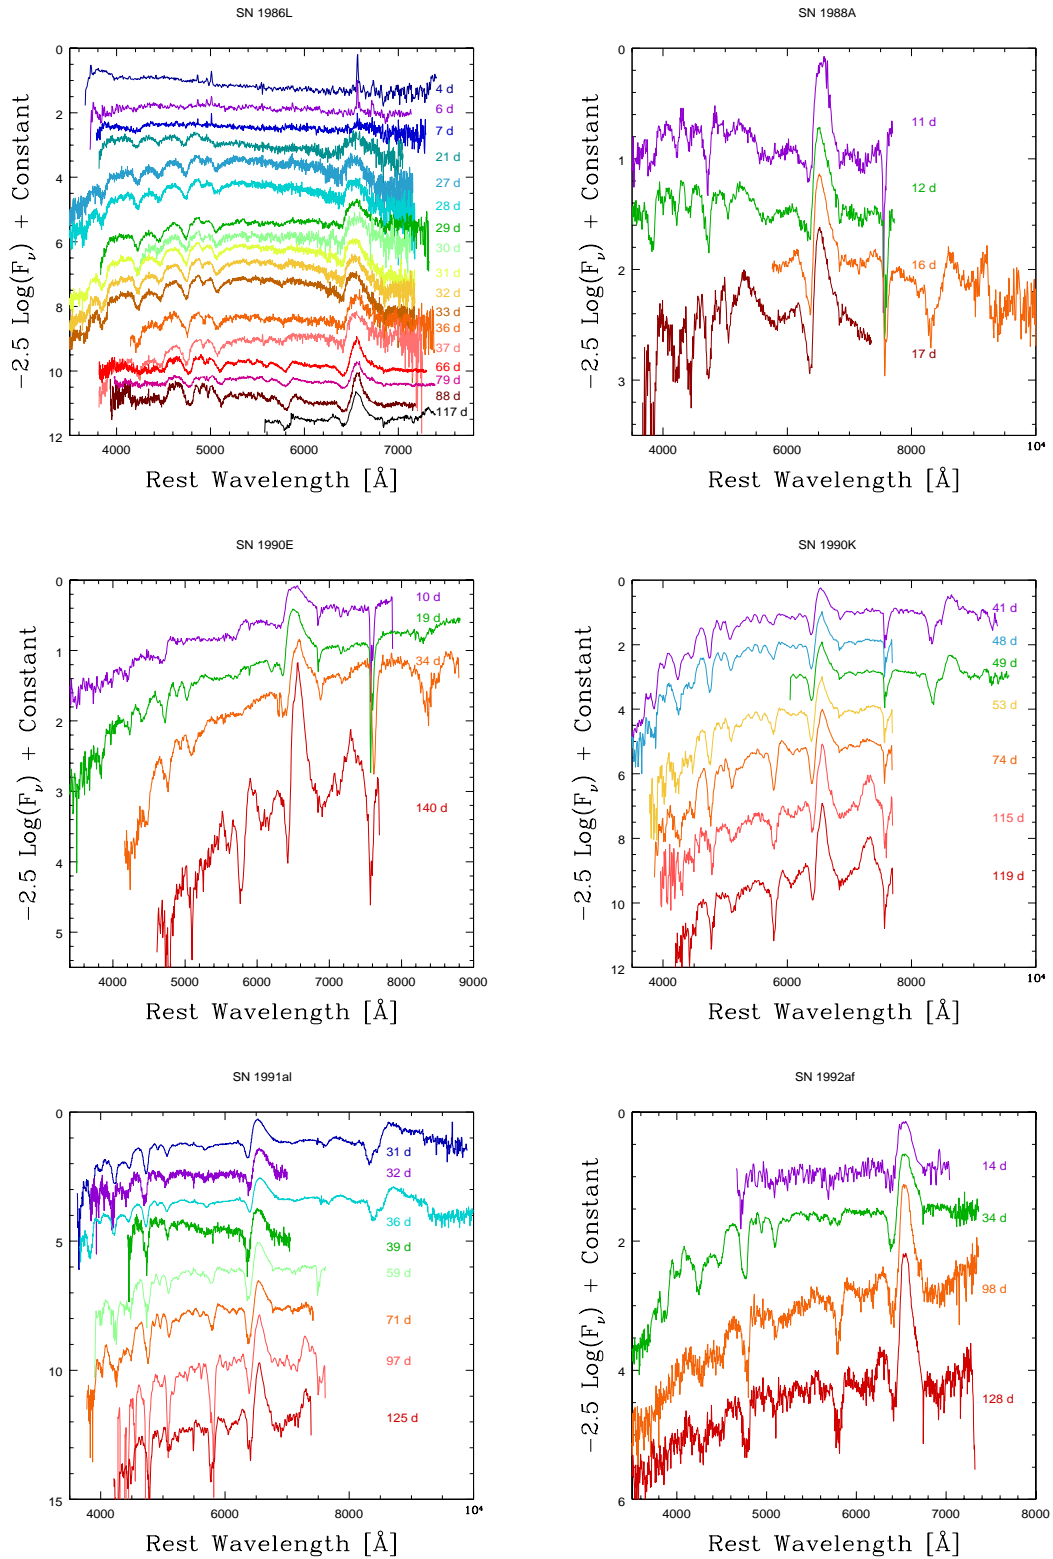 SN 1986L
0
2
4
6
8
10
12
4000 5000 6000 7000
−2.5 Log(Fν) + Constant
Rest Wavelength [Å]
4 d
6 d
7 d
21 d
27 d
28 d
29 d
30 d
31 d
32 d
33 d
36 d
37 d
66 d
79 d
88 d
117 d
SN 1988A
0
1
2
3
4000 6000 8000 10⁴
−2.5 Log(Fν) + Constant
Rest Wavelength [Å]
11 d
12 d
16 d
17 d
SN 1990E
0
1
2
3
4
5
4000 5000 6000 7000 8000 9000
−2.5 Log(Fν) + Constant
Rest Wavelength [Å]
10 d
19 d
34 d
140 d
SN 1990K
0
2
4
6
8
10
12
4000 6000 8000 10⁴
−2.5 Log(Fν) + Constant
Rest Wavelength [Å]
41 d
48 d
49 d
53 d
74 d
115 d
119 d
SN 1991al
0
5
10
15
4000 6000 8000 10⁴
−2.5 Log(Fν) + Constant
Rest Wavelength [Å]
31 d
32 d
36 d
39 d
59 d
71 d
97 d
125 d
SN 1992af
0
2
4
6
4000 5000 6000 7000 8000
−2.5 Log(Fν) + Constant
Rest Wavelength [Å]
14 d
34 d
98 d
128 d